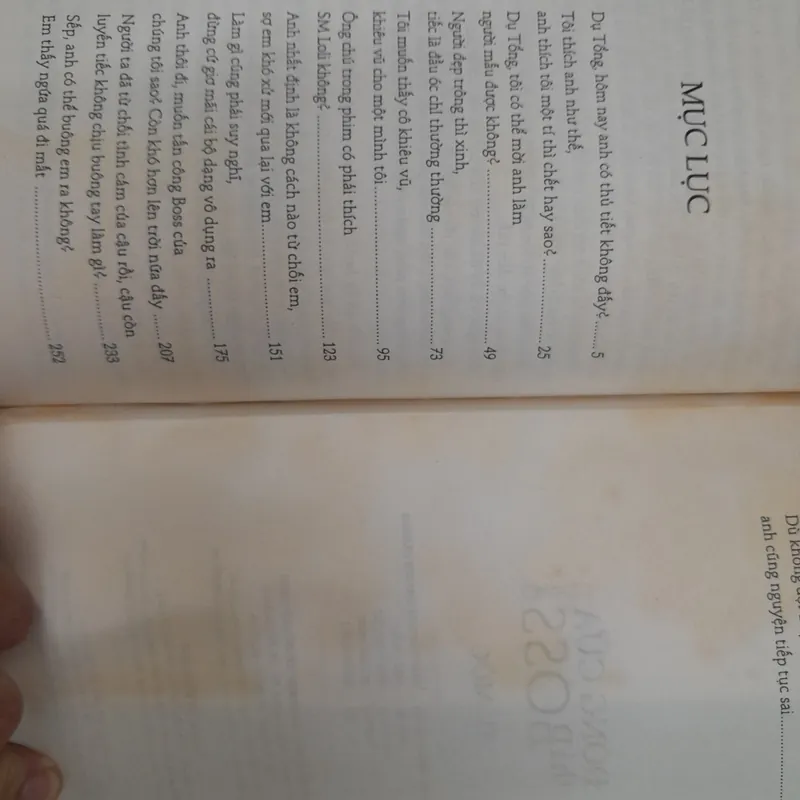 MỤC LỤC
Dụ Tổng, hôm nay anh có thủ tiết không đấy?........ 5
Tôi thích anh như thế,
anh thích tôi một tí thì chết hay sao?.................. 25
Dụ Tổng, tôi có thể mời anh làm
người mẫu được không?................................ 49
Người đẹp trông thì xinh,
tiếc là đầu óc chỉ thường thường ...................... 73
Tôi muốn thấy cô khiêu vũ,
khiêu vũ cho một mình tôi.............................. 95
Ông chú trong phim có phải thích
SM Loli không? ........................................ 123
Anh nhất định là không cách nào từ chối em,
sợ em khó xử mới qua lại với em...................... 151
Làm gì cũng phải suy nghĩ,
đừng cứ giơ mãi cái bộ dạng vô dụng ra ............ 175
Anh thôi đi, muốn tấn công Boss của
chúng tôi sao? Còn khó hơn lên trời nữa đấy ...... 207
Người ta đã từ chối tình cảm của cậu rồi, cậu còn
luyến tiếc không chịu buông tay làm gì? ............ 233
Sếp, anh có thể buông em ra không?
Em thấy ngứa quá đi mất ................................ 252
Dù không
anh cũng nguyện tiếp tục sai..................
CỦA
BOSS